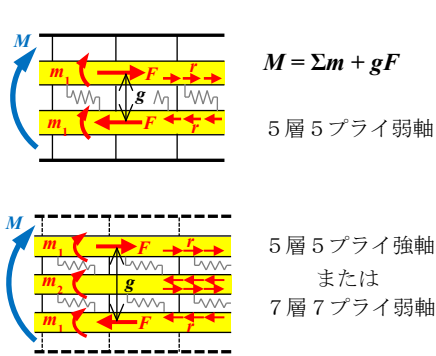 M
m1 F r
g
m1 F r
M = Σm + gF
５層５プライ弱軸
M
m1 F r
m2 g
m1 F r
５層５プライ強軸
または
７層７プライ弱軸